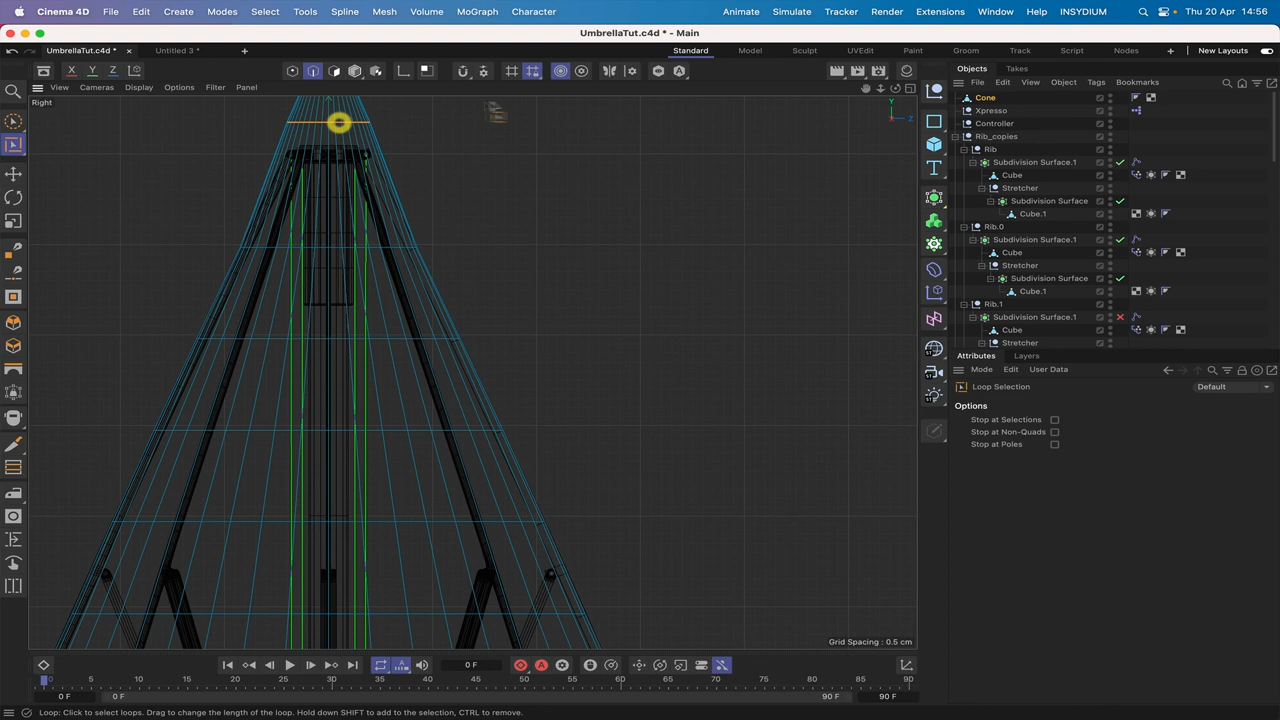 Cinema 4D File Edit Create Modes Select Tools Spline Mesh Volume MoGraph Character Animate Simulate Tracker Render Extensions Window Help INSYDIUM Thu 20 Apr 14:56
UmbrellaTut.c4d * - Main
UmbrellaTut.c4d * Untitled 3 * Standard Model Sculpt UVEdit Paint Groom Track Script Nodes New Layouts
X Y Z
Objects Takes
File Edit View Object Tags Bookmarks
View Cameras Display Options Filter Panel
Right
Y
Z
Cone
Xpresso
Controller
Rib_copies
Rib
Subdivision Surface.1
Cube
Stretcher
Subdivision Surface
Cube.1
Rib.0
Subdivision Surface.1
Cube
Stretcher
Subdivision Surface
Cube.1
Rib.1
Subdivision Surface.1
Cube
Stretcher
Attributes Layers
Mode Edit User Data
Loop Selection Default
Options
Stop at Selections
Stop at Non-Quads
Stop at Poles
Grid Spacing : 0.5 cm
0 F
0 5 10 15 20 25 30 35 40 45 50 55 60 65 70 75 80 85 90
0 F 0 F 90 F 90 F
Loop: Click to select loops. Drag to change the length of the loop. Hold down SHIFT to add to the selection, CTRL to remove.